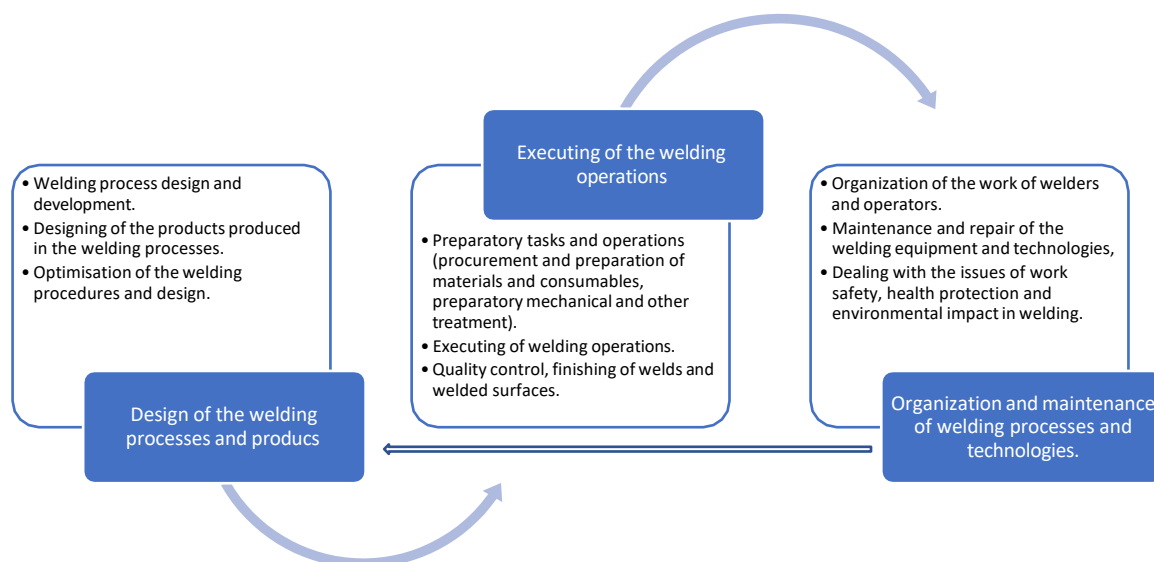 • Welding process design and
development.
• Designing of the products produced
in the welding processes.
• Optimisation of the welding
procedures and design.
Design of the welding
processes and producs
Executing of the welding
operations
• Preparatory tasks and operations
(procurement and preparation of
materials and consumables,
preparatory mechanical and other
treatment).
• Executing of welding operations.
• Quality control, finishing of welds and
welded surfaces.
• Organization of the work of welders
and operators.
• Maintenance and repair of the
welding equipment and technologies,
• Dealing with the issues of work
safety, health protection and
environmental impact in welding.
Organization and maintenance
of welding processes and
technologies.